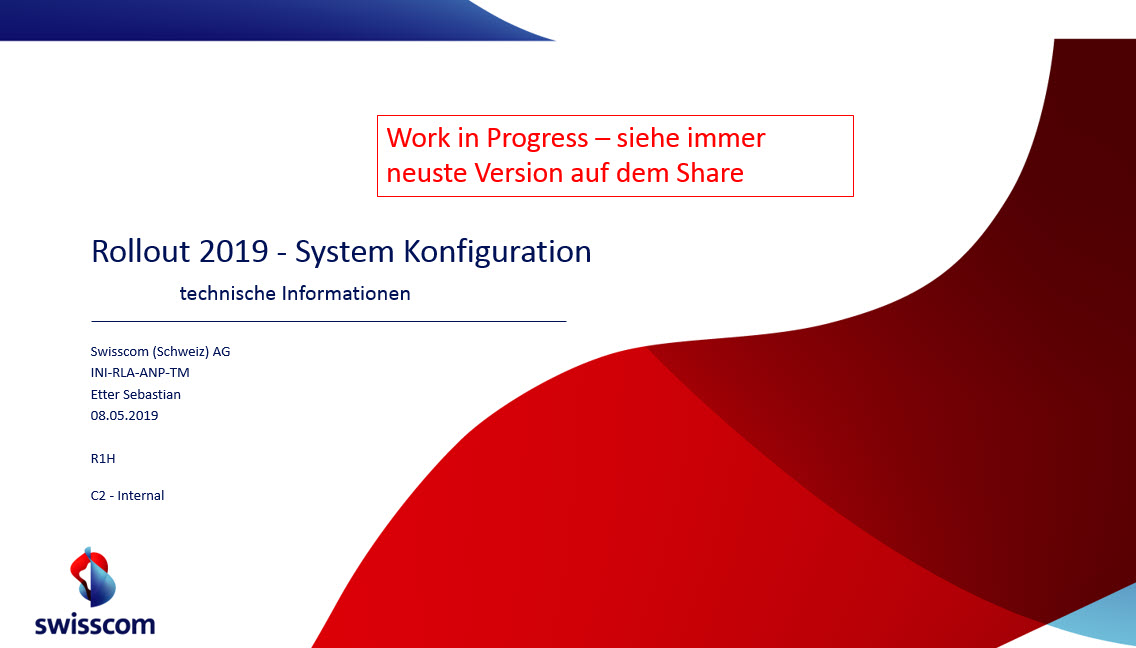 Work in Progress – siehe immer
neuste Version auf dem Share
Rollout 2019 - System Konfiguration
technische Informationen
Swisscom (Schweiz) AG
INI-RLA-ANP-TM
Etter Sebastian
08.05.2019
R1H
C2 - Internal
swisscom